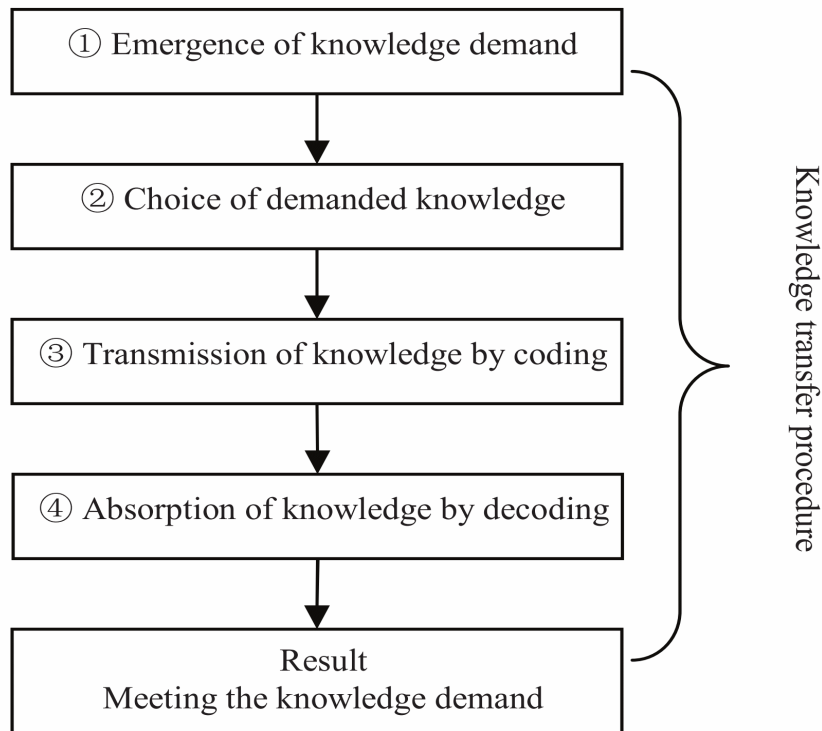 ① Emergence of knowledge demand
② Choice of demanded knowledge
③ Transmission of knowledge by coding
④ Absorption of knowledge by decoding
Result
Meeting the knowledge demand
Knowledge transfer procedure